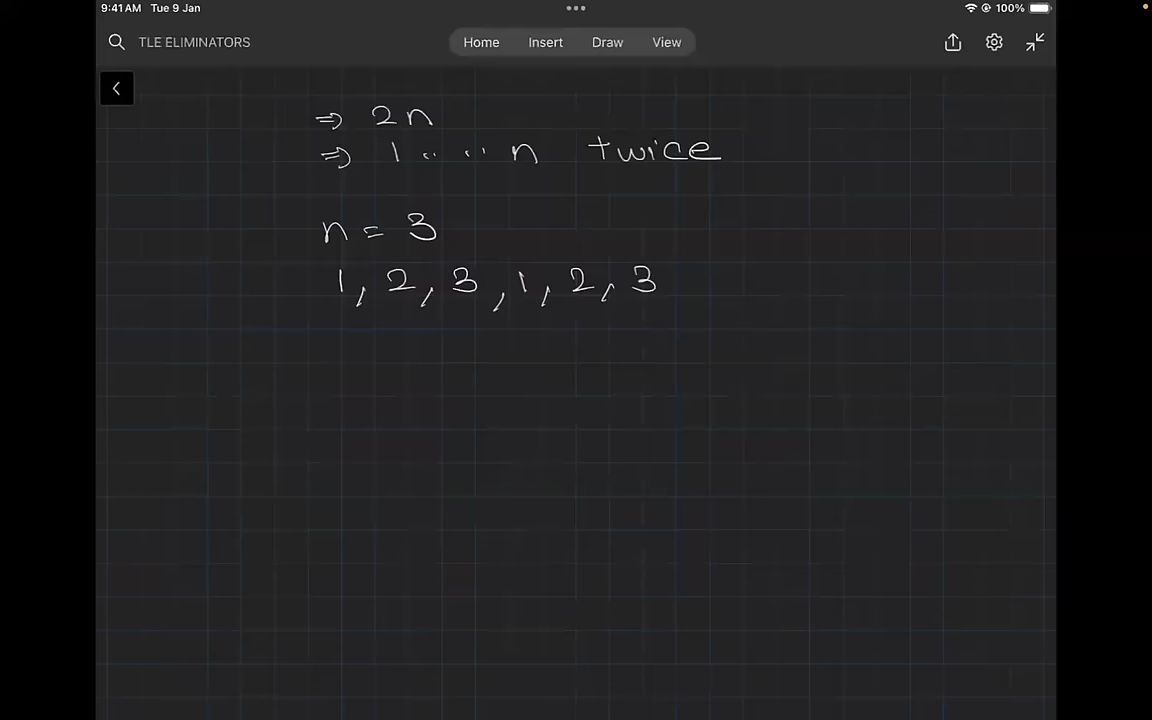 9:41 AM Tue 9 Jan
100%
TLE ELIMINATORS
Home Insert Draw View
⇒ 2n
⇒ 1 .. .. n twice
n = 3
1, 2, 3, 1, 2, 3